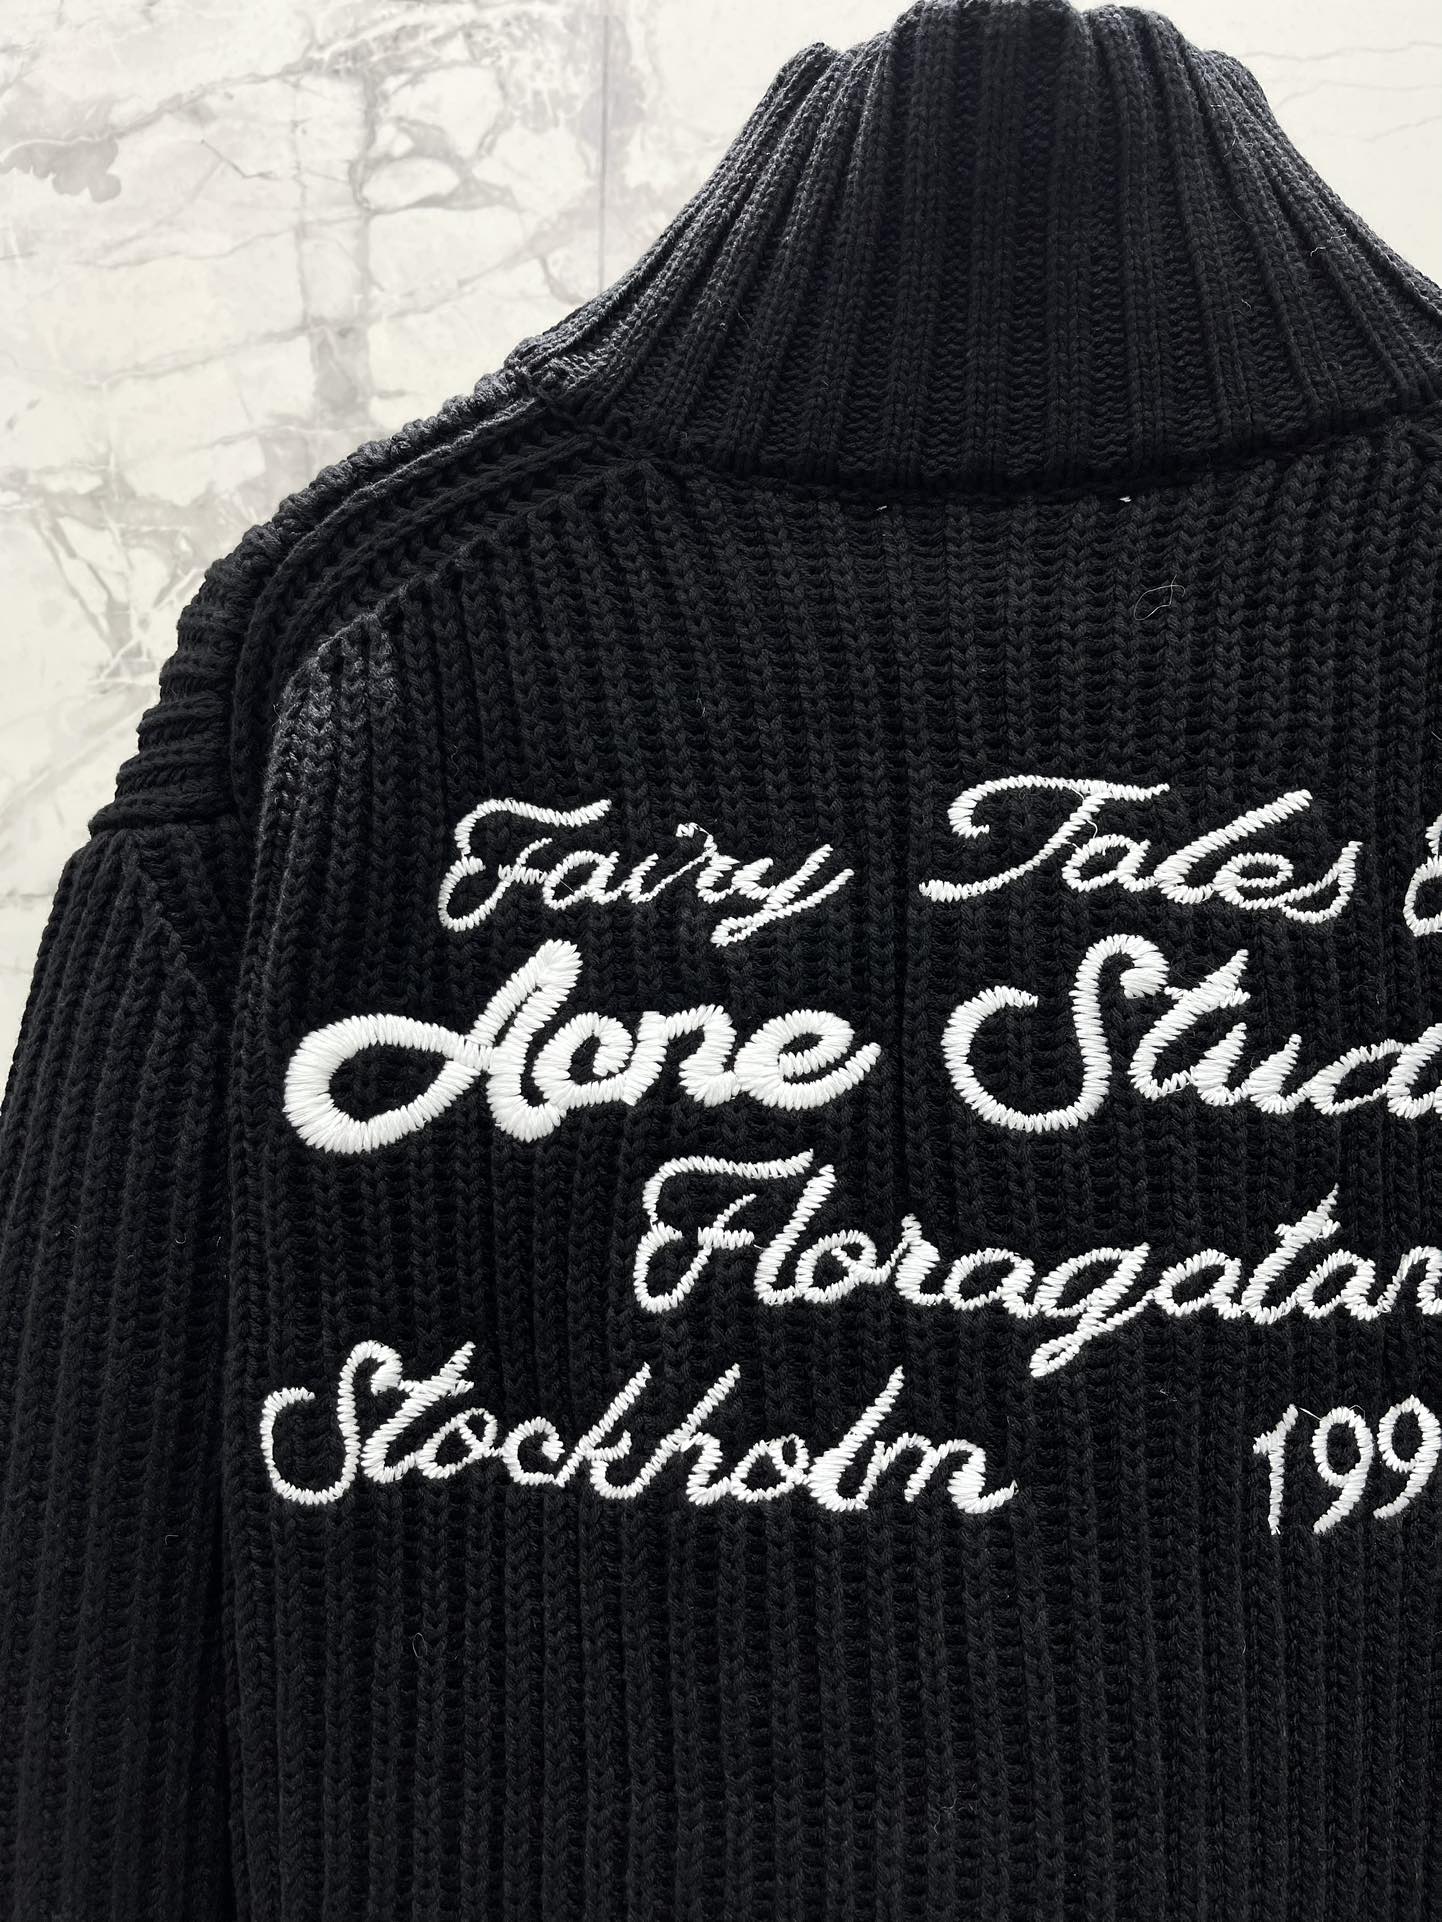 Fairy Tales
Acne Stud
Floragatan
Stockholm 199